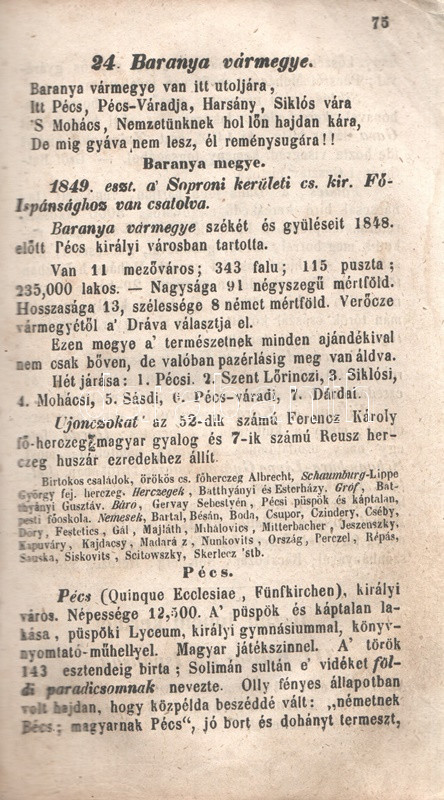 75
24. Baranya vármegye.
Baranya vármegye van itt utoljára,
Itt Pécs, Pécs-Váradja, Harsány, Siklós vára
'S Mohács, Nemzetünknek hol lőn hajdan kára,
De mig gyáva nem lesz, él reménysugára!!
Baranya megye.
1849. eszt. a' Soproni kerületi cs. kir. Fő-
Ispánsághoz van csatolva.
Baranya vármegye székét és gyüléseit 1848.
előtt Pécs királyi városban tartotta.
Van 11 mezőváros; 343 falu; 115 puszta;
235,000 lakos. — Nagysága 91 négyszegű mértföld.
Hosszasága 13, szélessége 8 német mértföld. Verőcze
vármegyétől a' Dráva választja el.
Ezen megye a' természetnek minden ajándékival
nem csak bőven, de valóban pazérlásig meg van áldva.
Hét járása: 1. Pécsi. 2. Szent Lőrinczi, 3. Siklósi,
4. Mohácsi, 5. Sásdi, 6. Pécs-váradi, 7. Dárdai.
Ujonczokat az 52-dik számú Ferencz Károly
fő-herczeg magyar gyalog és 7-ik számú Reusz her-
czeg huszár ezredekhez állít.
Birtokos családok, örökös cs. főherczeg Albrecht, Schaumburg-Lippe
György fej. herczeg. Herczegek, Batthyányi és Esterházy. Gróf, Bat-
thyányi Gusztáv. Báro, Gervay Sebestyén, Pécsi püspök és káptalan,
pesti főoskola. Nemesek, Bartal, Bésán, Boda, Csupor, Czindery, Cséby,
Dőry, Festetics, Gál, Majláth, Mihálovics, Mitterbacher, Jeszenszky,
Kapuváry, Kajdacsy, Madaráz, Nunkovits, Ország, Perczel, Répás,
Sauska, Siskovits, Scitowszky, Skerlecz 'stb.
Pécs.
Pécs (Quinque Ecclesiae, Fünfkirchen), királyi
város. Népessége 12,500. A' püspök és káptalan la-
kása, püspöki Lyceum, királyi gymnásiummal, könyv-
nyomtató-műhellyel. Magyar játékszinnel. A' török
143 esztendeig birta; Solimán sultán e' vidéket föl-
di paradicsomnak nevezte. Olly fényes állapotban
volt hajdan, hogy közpélda beszéddé vált: „németnek
Bécs; magyarnak Pécs", jó bort és dohányt termeszt,